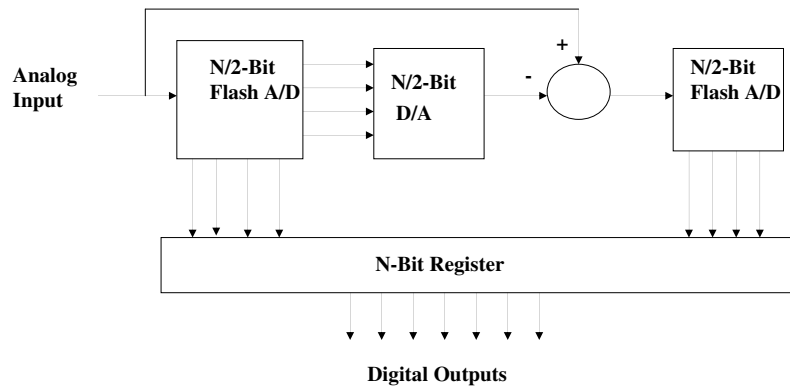 Analog
Input
N/2-Bit
Flash A/D
N/2-Bit
D/A
+
-
N/2-Bit
Flash A/D
N-Bit Register
Digital Outputs